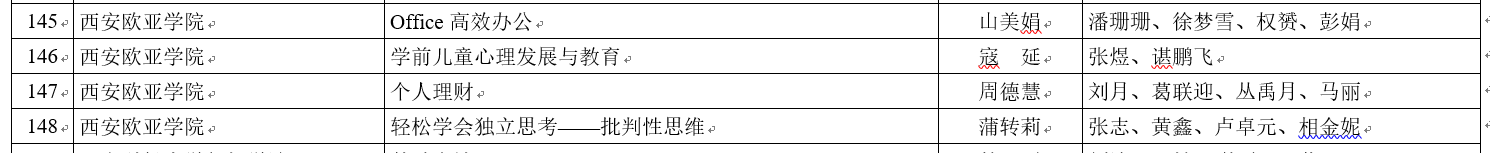 145 西安欧亚学院 Office 高效办公 山美娟 潘珊珊、徐梦雪、权赟、彭娟
146 西安欧亚学院 学前儿童心理发展与教育 寇　延 张煜、谌鹏飞
147 西安欧亚学院 个人理财 周德慧 刘月、葛联迎、丛禹月、马丽
148 西安欧亚学院 轻松学会独立思考——批判性思维 蒲转莉 张志、黄鑫、卢卓元、相金妮